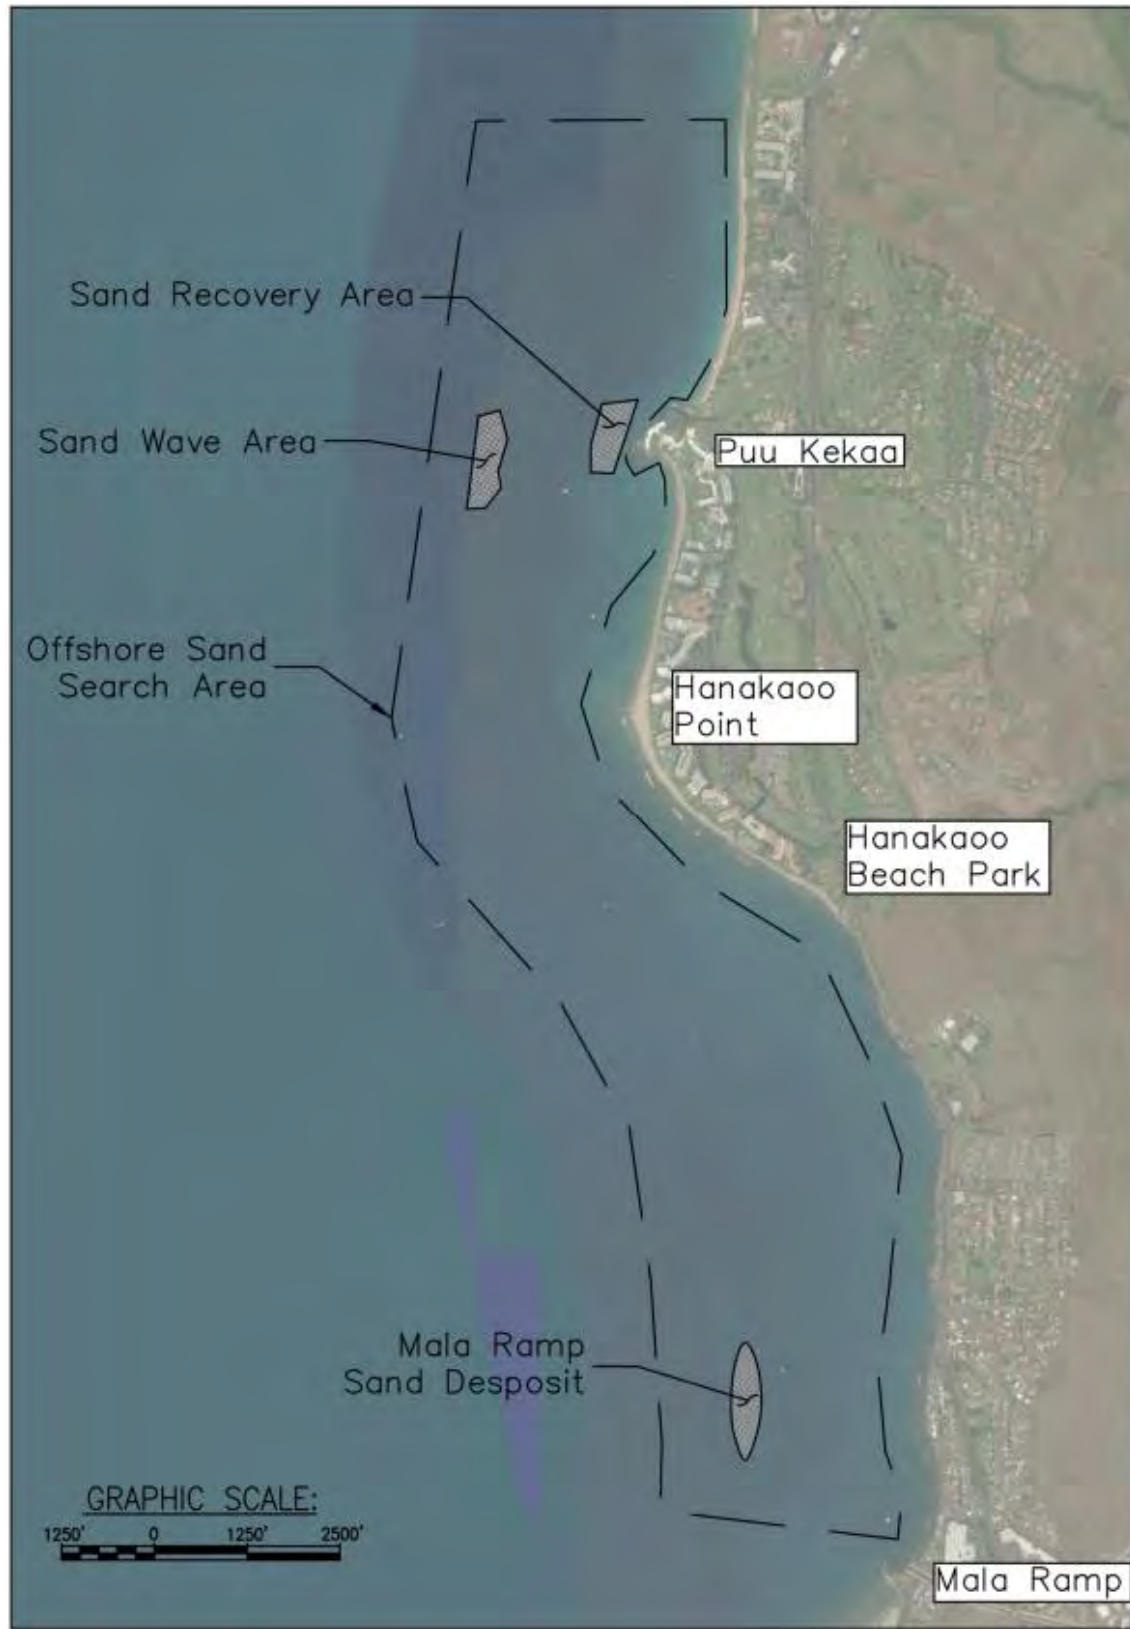 Sand Recovery Area
Sand Wave Area
Puu Kekaa
Offshore Sand
Search Area
Hanakaoo
Point
Hanakaoo
Beach Park
Mala Ramp
Sand Desposit
GRAPHIC SCALE:
1250' 0 1250' 2500'
Mala Ramp